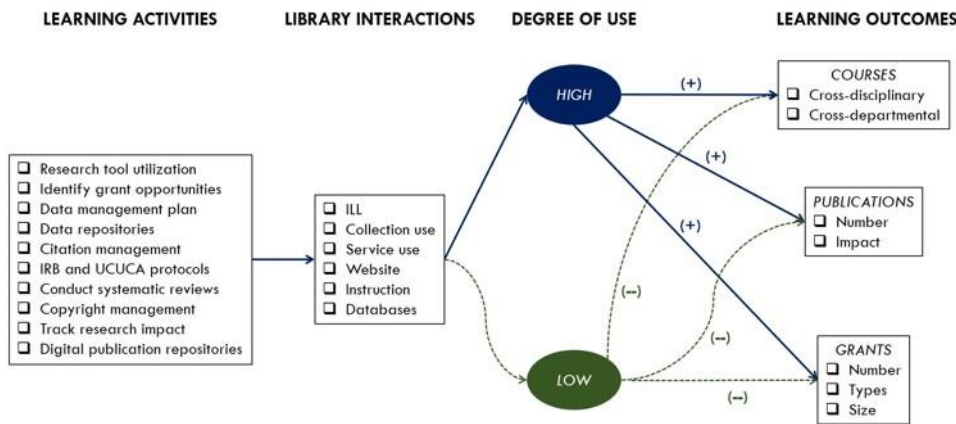 LEARNING ACTIVITIES
LIBRARY INTERACTIONS
DEGREE OF USE
LEARNING OUTCOMES
Research tool utilization
Identify grant opportunities
Data management plan
Data repositories
Citation management
IRB and UCUCA protocols
Conduct systematic reviews
Copyright management
Track research impact
Digital publication repositories
ILL
Collection use
Service use
Website
Instruction
Databases
HIGH
LOW
(+)
(+)
(+)
(--)
(--)
(--)
COURSES
Cross-disciplinary
Cross-departmental
PUBLICATIONS
Number
Impact
GRANTS
Number
Types
Size